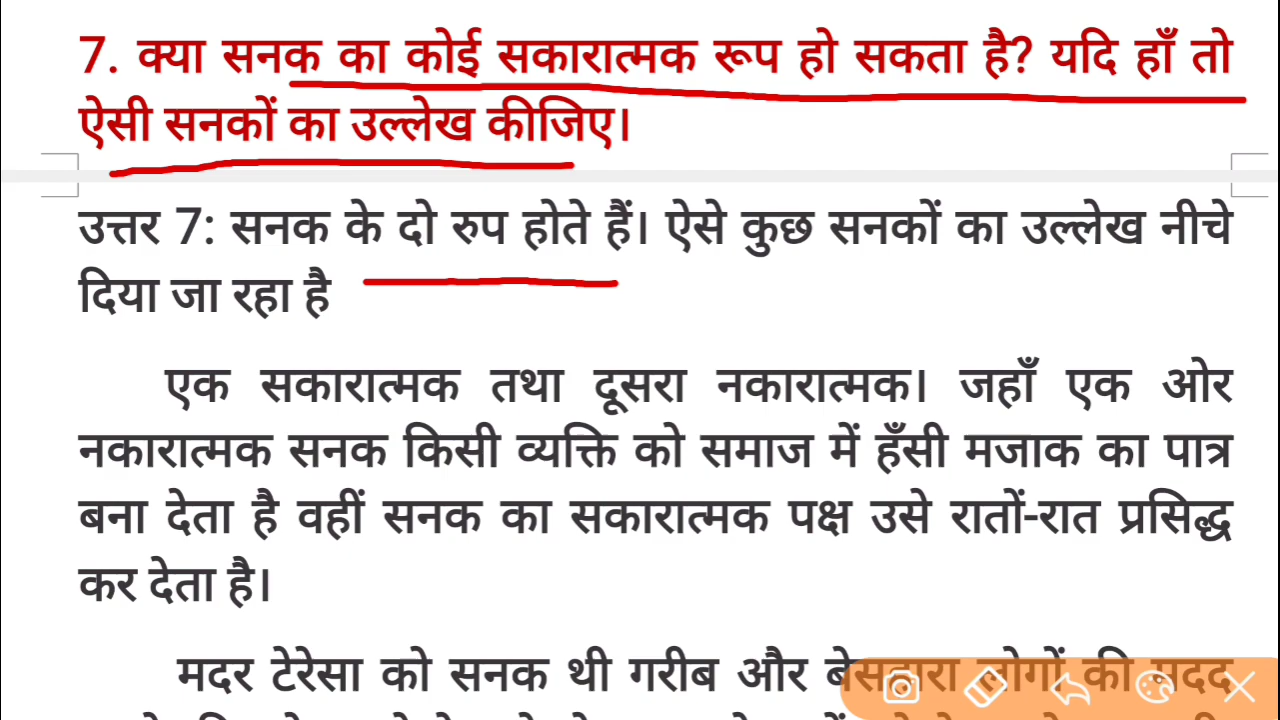 7. क्या सनक का कोई सकारात्मक रूप हो सकता है? यदि हाँ तो
ऐसी सनकों का उल्लेख कीजिए।
उत्तर 7: सनक के दो रुप होते हैं। ऐसे कुछ सनकों का उल्लेख नीचे
दिया जा रहा है
एक सकारात्मक तथा दूसरा नकारात्मक। जहाँ एक ओर
नकारात्मक सनक किसी व्यक्ति को समाज में हँसी मजाक का पात्र
बना देता है वहीं सनक का सकारात्मक पक्ष उसे रातों-रात प्रसिद्ध
कर देता है।
मदर टेरेसा को सनक थी गरीब और बेसहारा लोगों की मदद